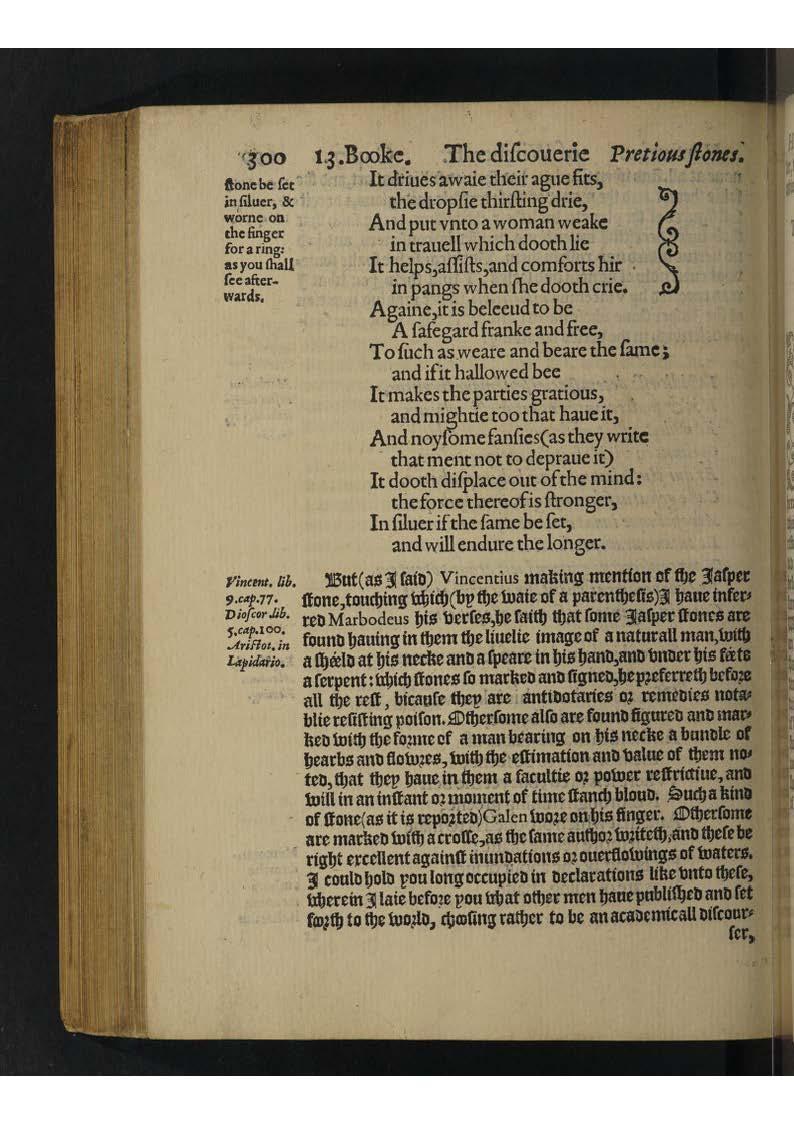 300 13.Booke. The diſcouerie Pretious ſtones.
ſtone be ſet
in ſiluer, &
worne on
the finger
for a ring:
as you ſhall
ſee after-
wards.
It driues awaie their ague fits,
the dropſie thirſting drie,
And put vnto a woman weake
in trauell which dooth lie
It helps,aſſiſts,and comforts hir
in pangs when ſhe dooth crie.
Againe,it is beleeud to be
A ſafegard franke and free,
To ſuch as weare and beare the ſame;
and if it hallowed bee
It makes the parties gratious,
and mightie too that haue it,
And noyſome fanſies(as they write
that ment not to depraue it)
It dooth diſplace out of the mind:
the force thereof is ſtronger,
In ſiluer if the ſame be ſet,
and will endure the longer.
Vincent. lib.
9.cap.77.
Dioſcor.lib.
5.cap.100.
Ariſtot. in
Lapidario.
But(as I ſaid) Vincentius making mention of the Iaſper
ſtone,touching which(by the waie of a parentheſis)I haue infer-
red Marbodeus his verſes,he ſaith that ſome Iaſper ſtones are
found hauing in them the liuelie image of a naturall man,with
a ſheeld at his necke and a ſpeare in his hand,and vnder his feete
a ſerpent: which ſtones ſo marked and ſigned,he preferreth before
all the reſt, bicauſe they are antidotaries or remedies nota-
blie reſiſting poiſon. Otherſome alſo are found figured and mar-
ked with the forme of a man bearing on his necke a bundle of
hearbs and flowres, with the eſtimation and value of them no-
ted, that they haue in them a facultie or power reſtrictiue, and
will in an inſtant or moment of time ſtanch bloud. Such a kind
of ſtone(as it is reported)Galen wore on his finger. Otherſome
are marked with a croſſe,as the ſame author writeth,and theſe be
right excellent againſt inundations or ouerflowings of waters.
I could hold you long occupied in declarations like vnto theſe,
wherein I laie before you what other men haue publiſhed and ſet
foorth to the world, chooſing rather to be an academicall diſcour-
ſer,